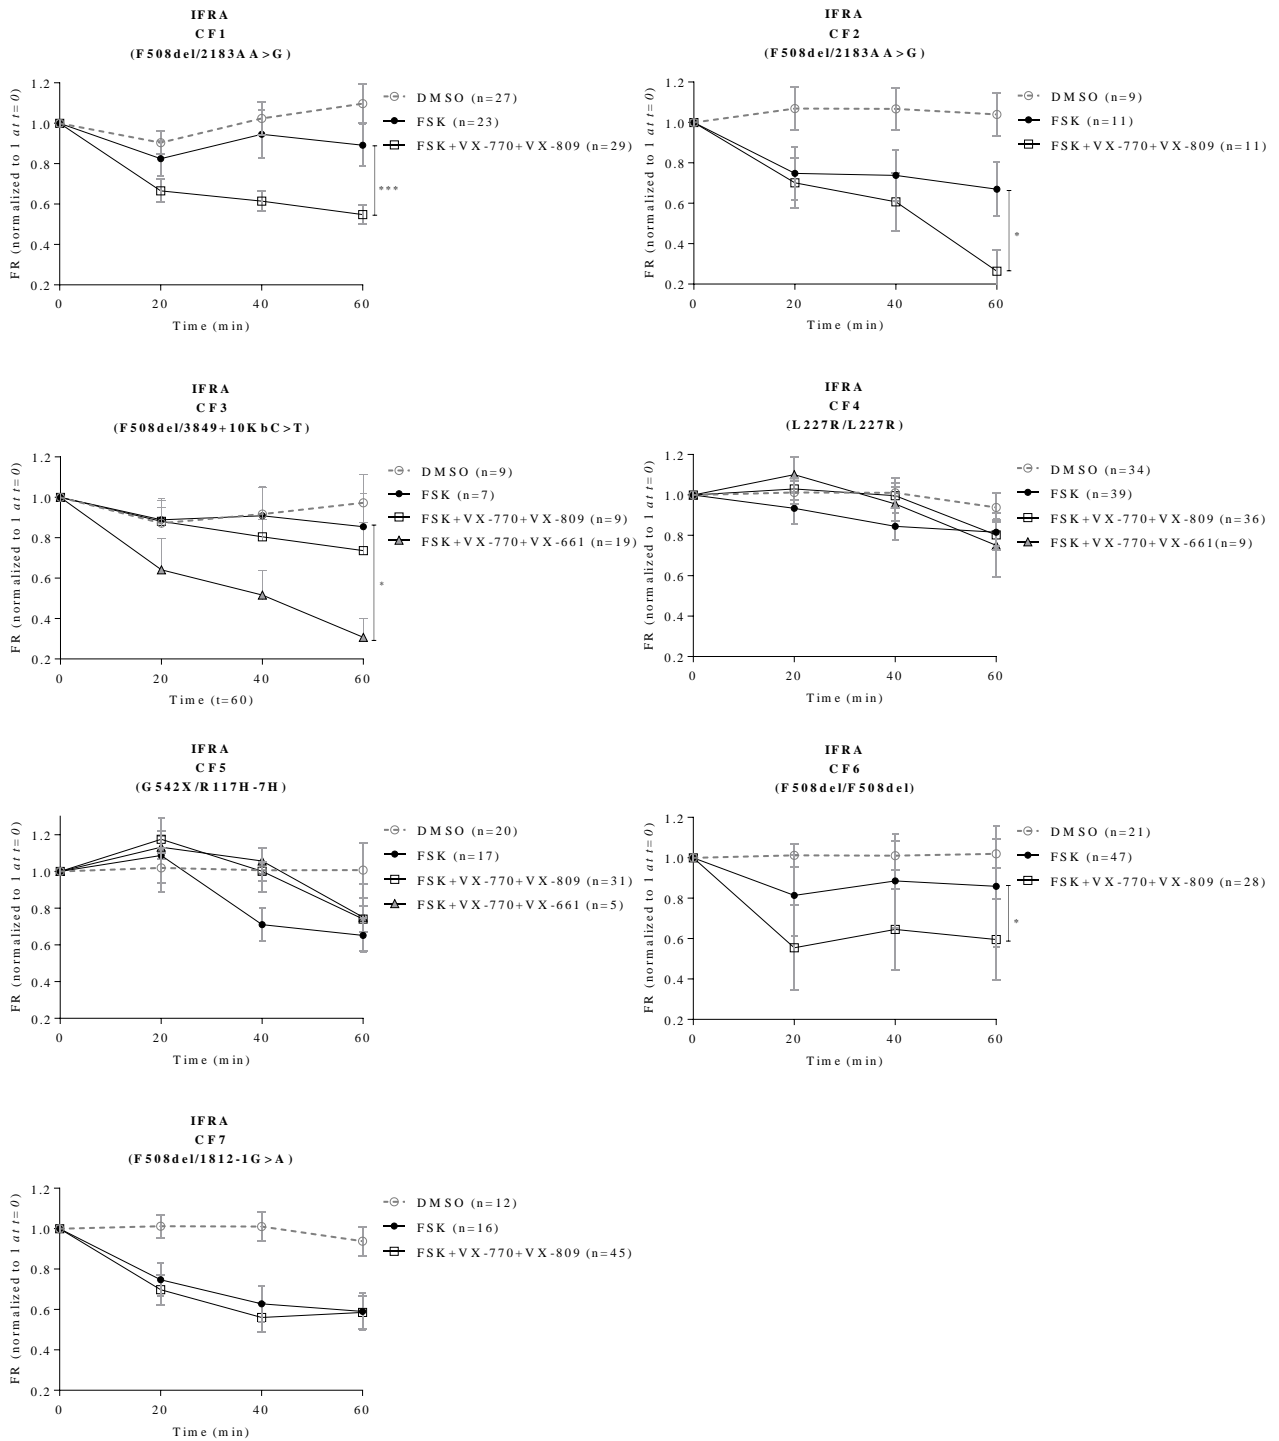 IFRA
CF1
(F508del/2183AA>G)
FR (normalized to 1 at t=0)
1.2
1.0
0.8
0.6
0.4
0.2
0
20
40
60
Time (min)
DMSO (n=27)
FSK (n=23)
FSK+VX-770+VX-809 (n=29)
***
IFRA
CF2
(F508del/2183AA>G)
FR (normalized to 1 at t=0)
1.2
1.0
0.8
0.6
0.4
0.2
0
20
40
60
Time (min)
DMSO (n=9)
FSK (n=11)
FSK+VX-770+VX-809 (n=11)
*
IFRA
CF3
(F508del/3849+10KbC>T)
FR (normalized to 1 at t=0)
1.2
1.0
0.8
0.6
0.4
0.2
0
20
40
60
Time (t=60)
DMSO (n=9)
FSK (n=7)
FSK+VX-770+VX-809 (n=9)
FSK+VX-770+VX-661 (n=19)
*
IFRA
CF4
(L227R/L227R)
FR (normalized to 1 at t=0)
1.2
1.0
0.8
0.6
0.4
0.2
0
20
40
60
Time (min)
DMSO (n=34)
FSK (n=39)
FSK+VX-770+VX-809 (n=36)
FSK+VX-770+VX-661(n=9)
IFRA
CF5
(G542X/R117H-7H)
FR (normalized to 1 at t=0)
1.2
1.0
0.8
0.6
0.4
0.2
0
20
40
60
Time (min)
DMSO (n=20)
FSK (n=17)
FSK+VX-770+VX-809 (n=31)
FSK+VX-770+VX-661 (n=5)
IFRA
CF6
(F508del/F508del)
FR (normalized to 1 at t=0)
1.2
1.0
0.8
0.6
0.4
0.2
0
20
40
60
Time (min)
DMSO (n=21)
FSK (n=47)
FSK+VX-770+VX-809 (n=28)
*
IFRA
CF7
(F508del/1812-1G>A)
FR (normalized to 1 at t=0)
1.2
1.0
0.8
0.6
0.4
0.2
0
20
40
60
Time (min)
DMSO (n=12)
FSK (n=16)
FSK+VX-770+VX-809 (n=45)